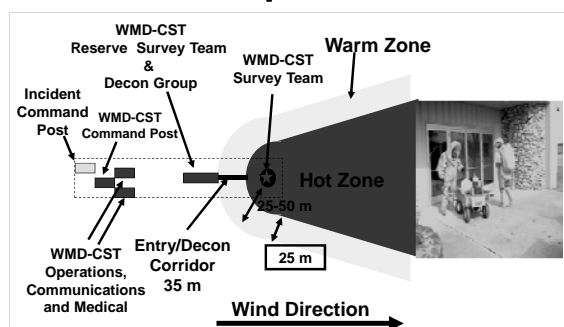 WMD-CST
Reserve Survey Team
&
Decon Group
WMD-CST
Survey Team
Warm Zone
Incident
Command
Post
WMD-CST
Command Post
Hot Zone
25-50 m
WMD-CST
Operations,
Communications
and Medical
Entry/Decon
Corridor
35 m
25 m
Wind Direction